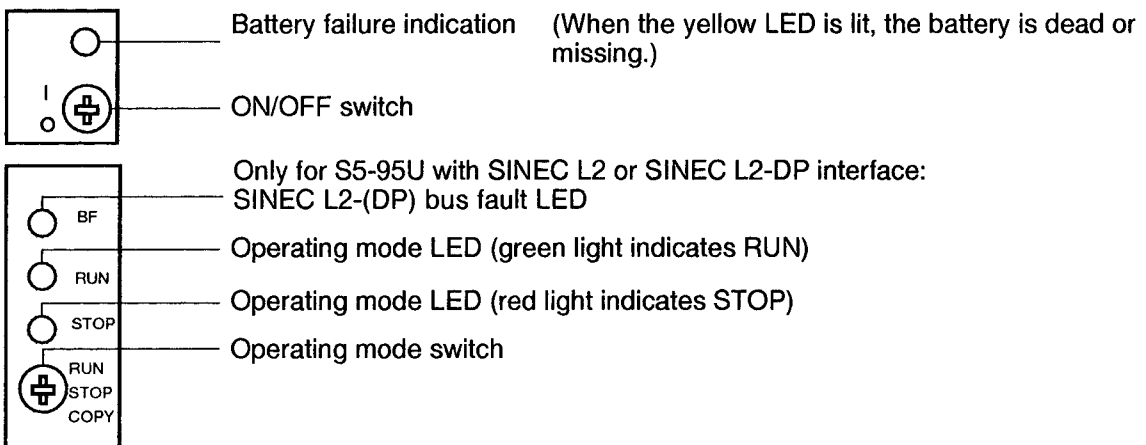 Battery failure indication (When the yellow LED is lit, the battery is dead or
missing.)
I
O
ON/OFF switch
Only for S5-95U with SINEC L2 or SINEC L2-DP interface:
SINEC L2-(DP) bus fault LED
BF
Operating mode LED (green light indicates RUN)
RUN
Operating mode LED (red light indicates STOP)
STOP
Operating mode switch
RUN
STOP
COPY